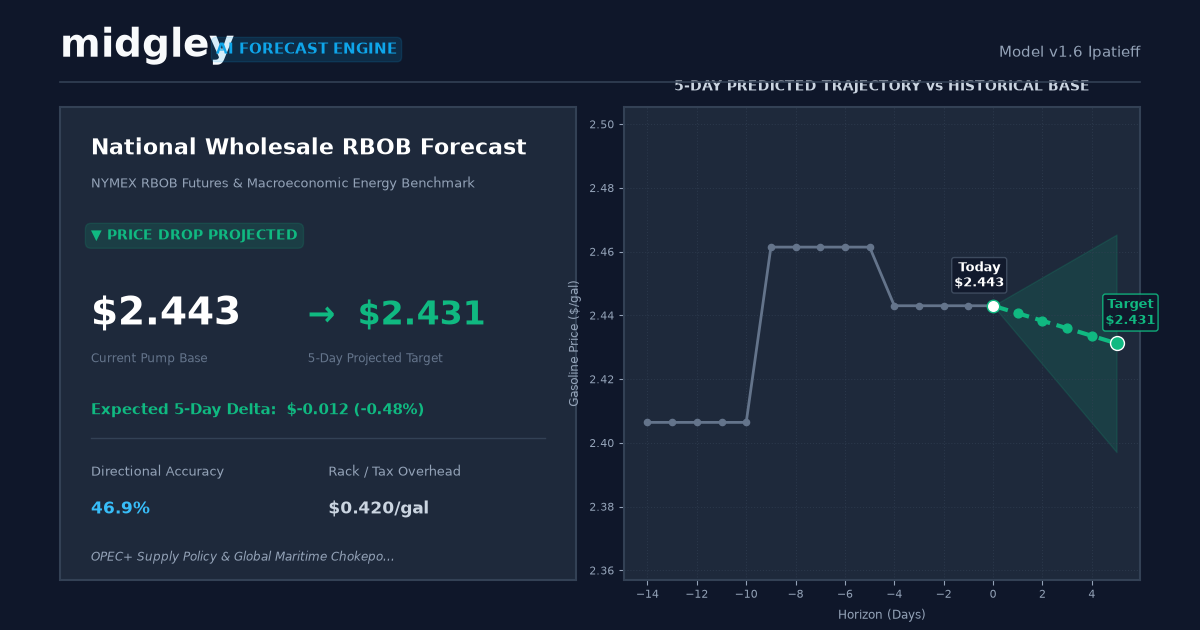 midgley
AI FORECAST ENGINE
Model v1.6 Ipatieff
National Wholesale RBOB Forecast
NYMEX RBOB Futures & Macroeconomic Energy Benchmark
▼ PRICE DROP PROJECTED
$2.443 → $2.431
Current Pump Base 5-Day Projected Target
Expected 5-Day Delta: $-0.012 (-0.48%)
Directional Accuracy Rack / Tax Overhead
46.9% $0.420/gal
OPEC+ Supply Policy & Global Maritime Chokepo...
5-DAY PREDICTED TRAJECTORY vs HISTORICAL BASE
Gasoline Price ($/gal)
2.50
2.48
2.46
2.44
2.42
2.40
2.38
2.36
Today
$2.443
Target
$2.431
−14 −12 −10 −8 −6 −4 −2 0 2 4
Horizon (Days)